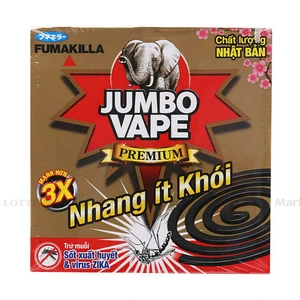 フマキラー
FUMAKILLA
Chất lượng
NHẬT BẢN
JUMBO
VAPE
PREMIUM
MẠNH HƠN
3X
Nhang ít Khói
Trừ muỗi
Sốt xuất huyết
& virus ZIKA